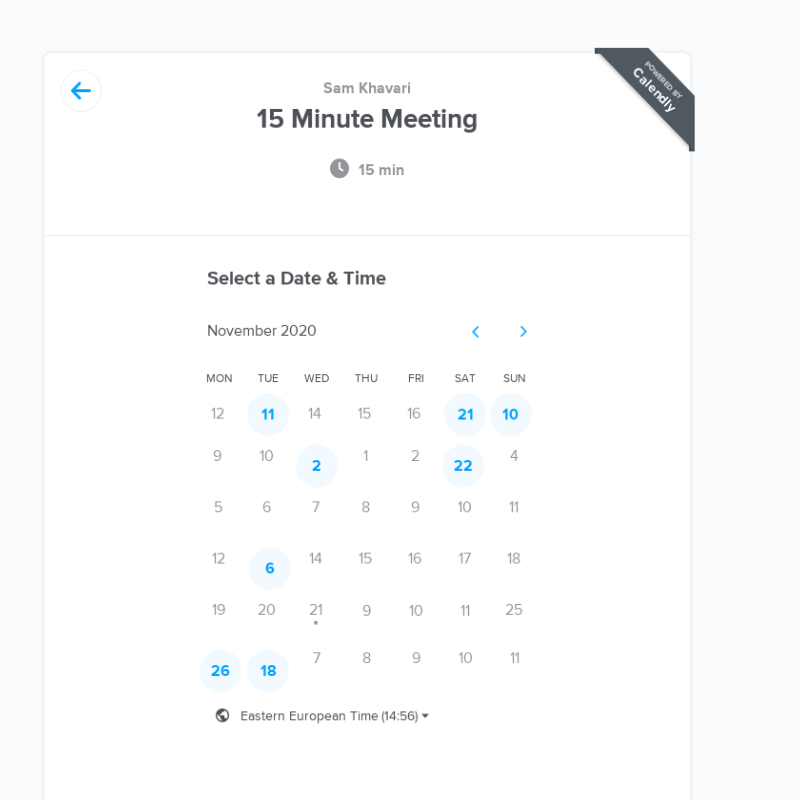 POWERED BY
Calendly
Sam Khavari
15 Minute Meeting
15 min
Select a Date & Time
November 2020
MON TUE WED THU FRI SAT SUN
12 11 14 15 16 21 10
9 10 2 1 2 22 4
5 6 7 8 9 10 11
12 6 14 15 16 17 18
19 20 21 9 10 11 25
26 18 7 8 9 10 11
Eastern European Time (14:56)